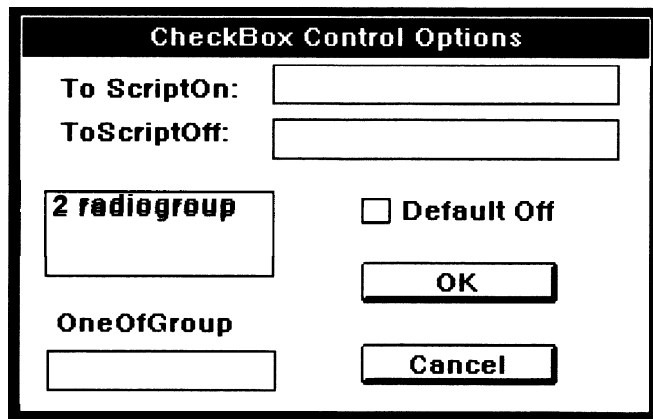 CheckBox Control Options
To ScriptOn:
ToScriptOff:
2 radiogroup
Default Off
OK
OneOfGroup
Cancel